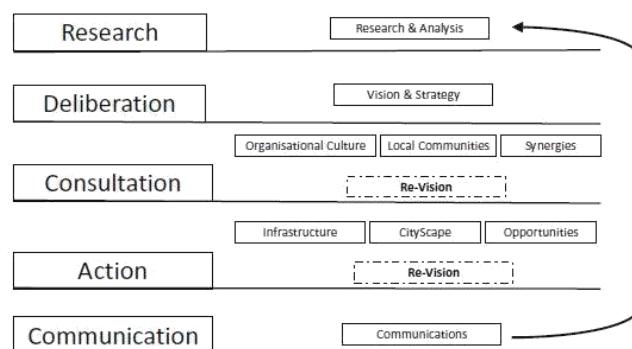 Research
Research & Analysis
Deliberation
Vision & Strategy
Organisational Culture
Local Communities
Synergies
Consultation
Re-Vision
Infrastructure
CityScape
Opportunities
Action
Re-Vision
Communication
Communications